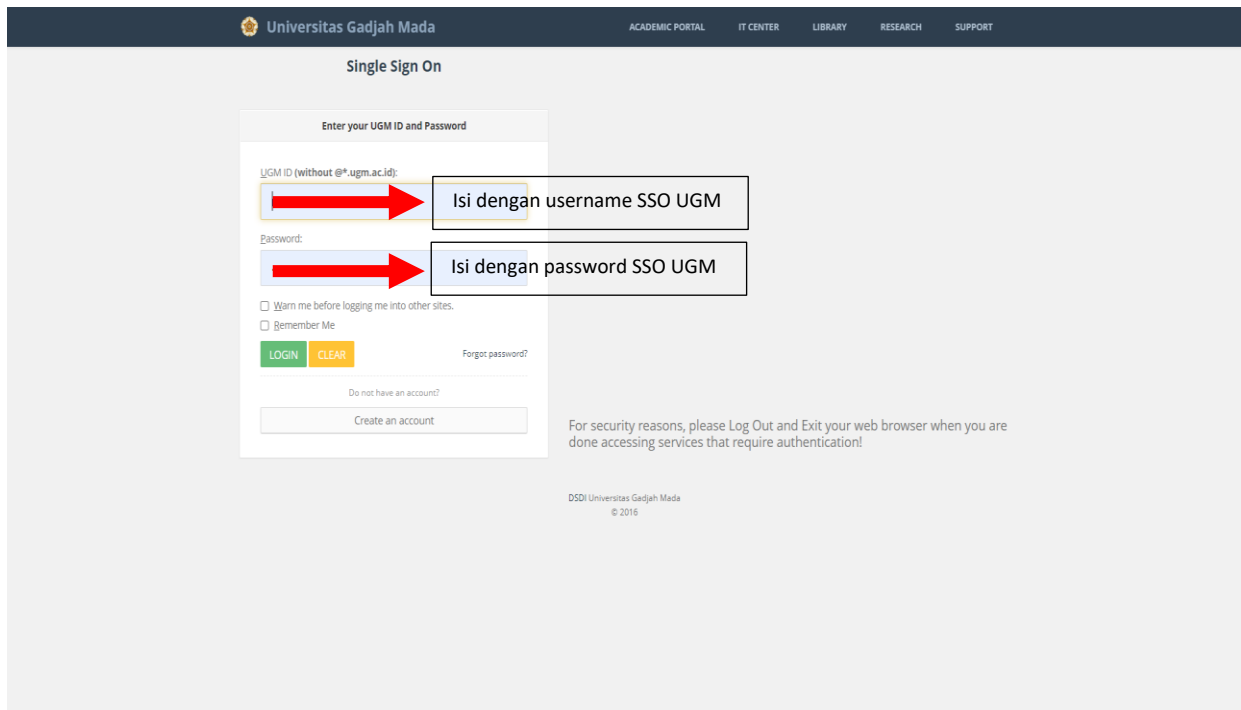 Universitas Gadjah Mada
ACADEMIC PORTAL IT CENTER LIBRARY RESEARCH SUPPORT
Single Sign On
Enter your UGM ID and Password
UGM ID (without @*.ugm.ac.id):
Isi dengan username SSO UGM
Password:
Isi dengan password SSO UGM
Warn me before logging me into other sites.
Remember Me
LOGIN CLEAR Forgot password?
Do not have an account?
Create an account
For security reasons, please Log Out and Exit your web browser when you are
done accessing services that require authentication!
DSDI Universitas Gadjah Mada
© 2016